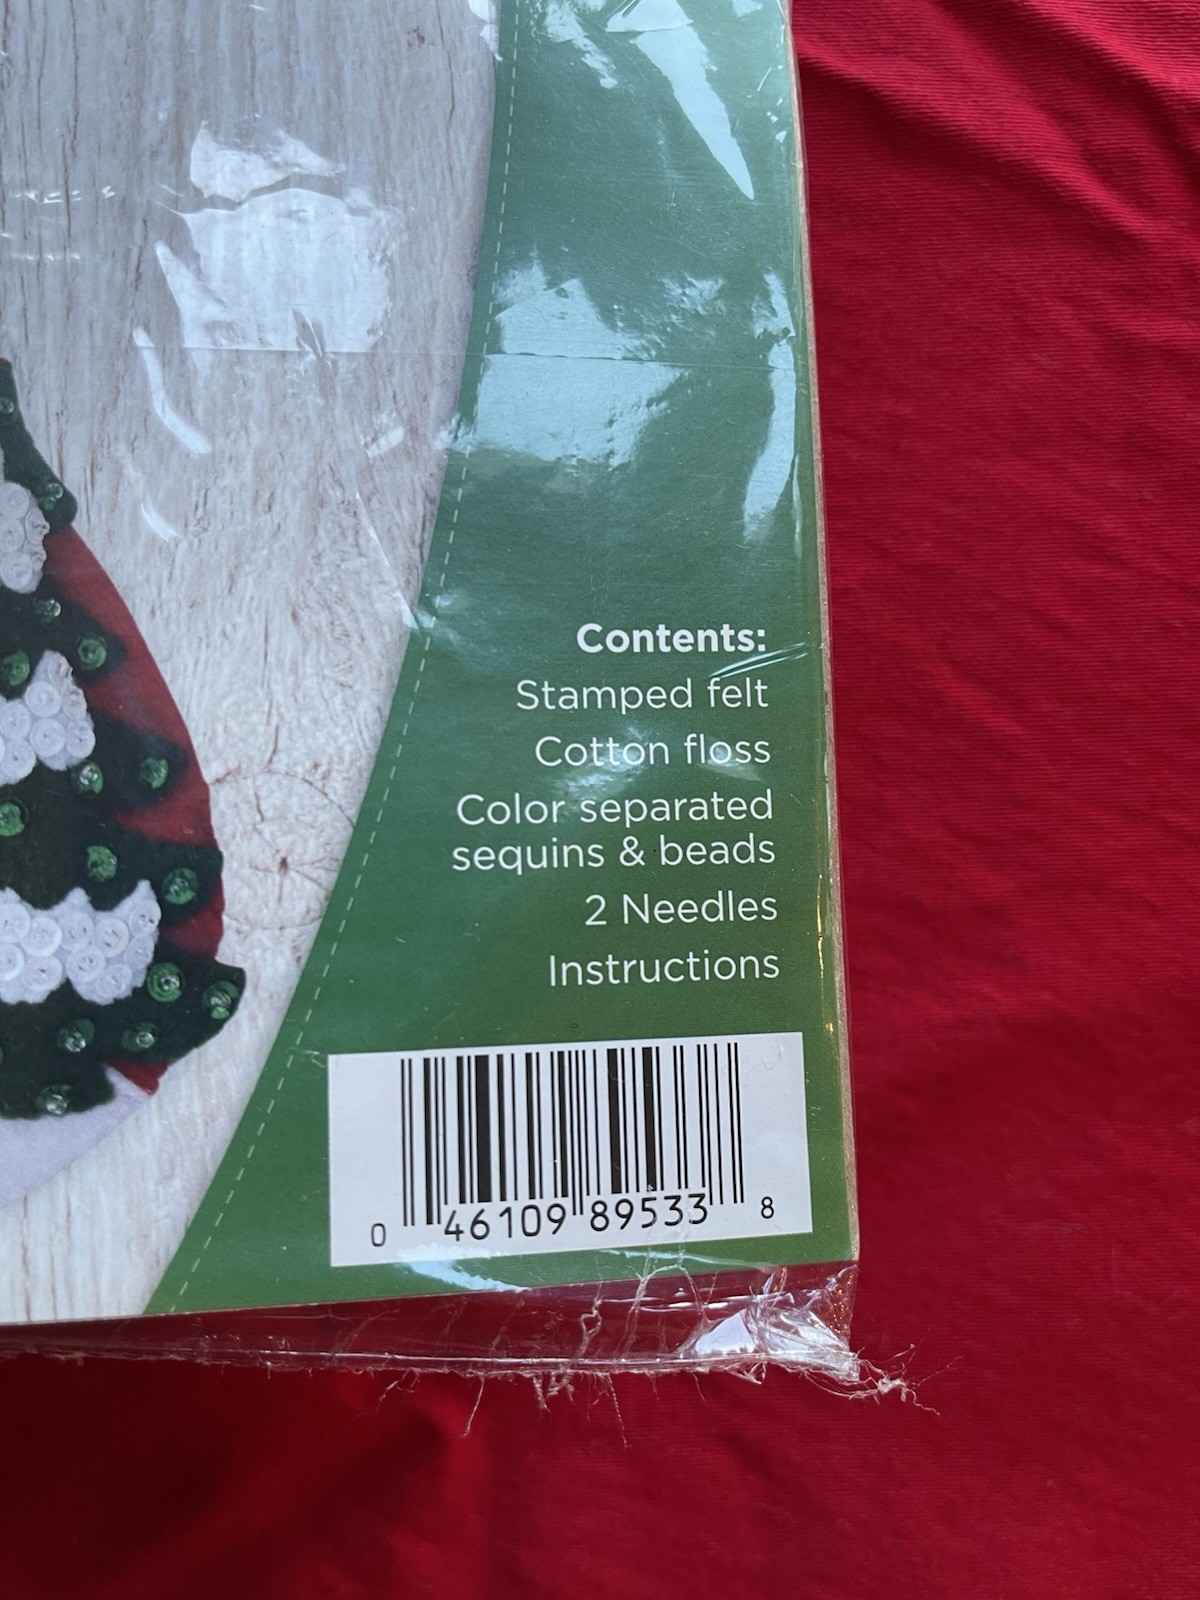 Contents:
Stamped felt
Cotton floss
Color separated
sequins & beads
2 Needles
Instructions
0 46109 89533 8